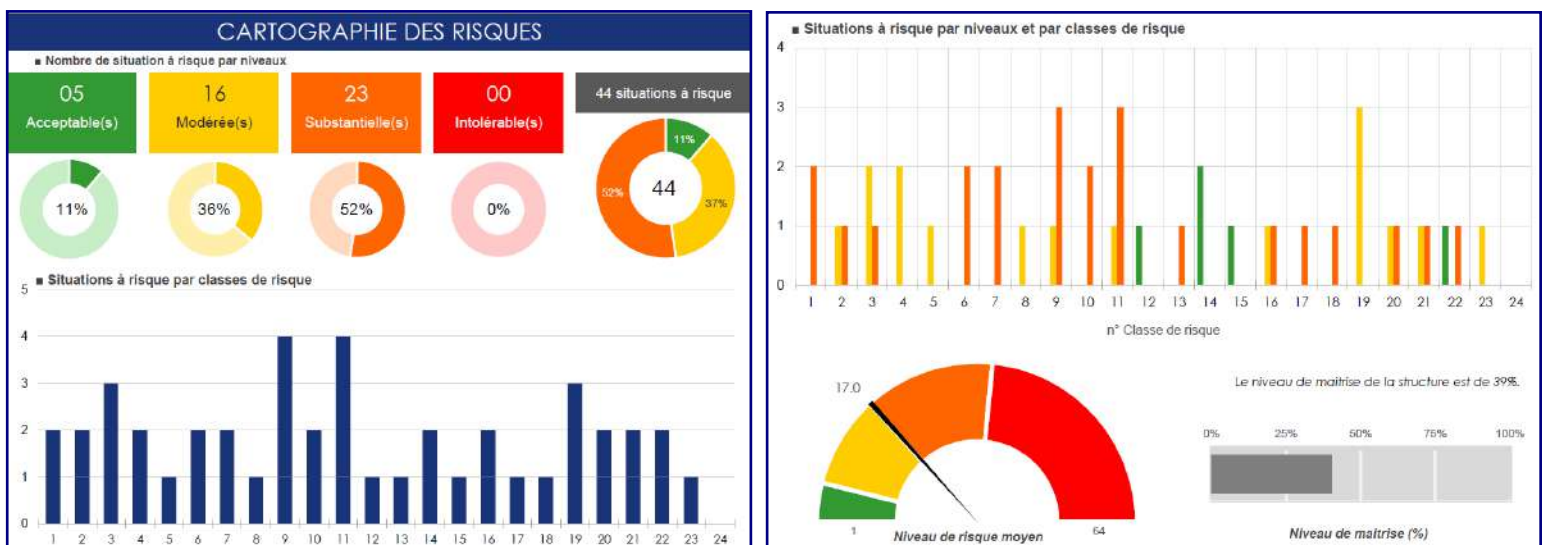 CARTOGRAPHIE DES RISQUES
■ Nombre de situation à risque par niveaux
05
Acceptable(s)
16
Modérée(s)
23
Substantielle(s)
00
Intolérable(s)
44 situations à risque
11%
36%
52%
0%
11%
52%
44
37%
■ Situations à risque par classes de risque
5
4
3
2
1
0
1 2 3 4 5 6 7 8 9 10 11 12 13 14 15 16 17 18 19 20 21 22 23 24
■ Situations à risque par niveaux et par classes de risque
4
3
2
1
0
1 2 3 4 5 6 7 8 9 10 11 12 13 14 15 16 17 18 19 20 21 22 23 24
n° Classe de risque
17.0
1
64
Niveau de risque moyen
Le niveau de maitrise de la structure est de 39%.
0% 25% 50% 75% 100%
Niveau de maitrise (%)